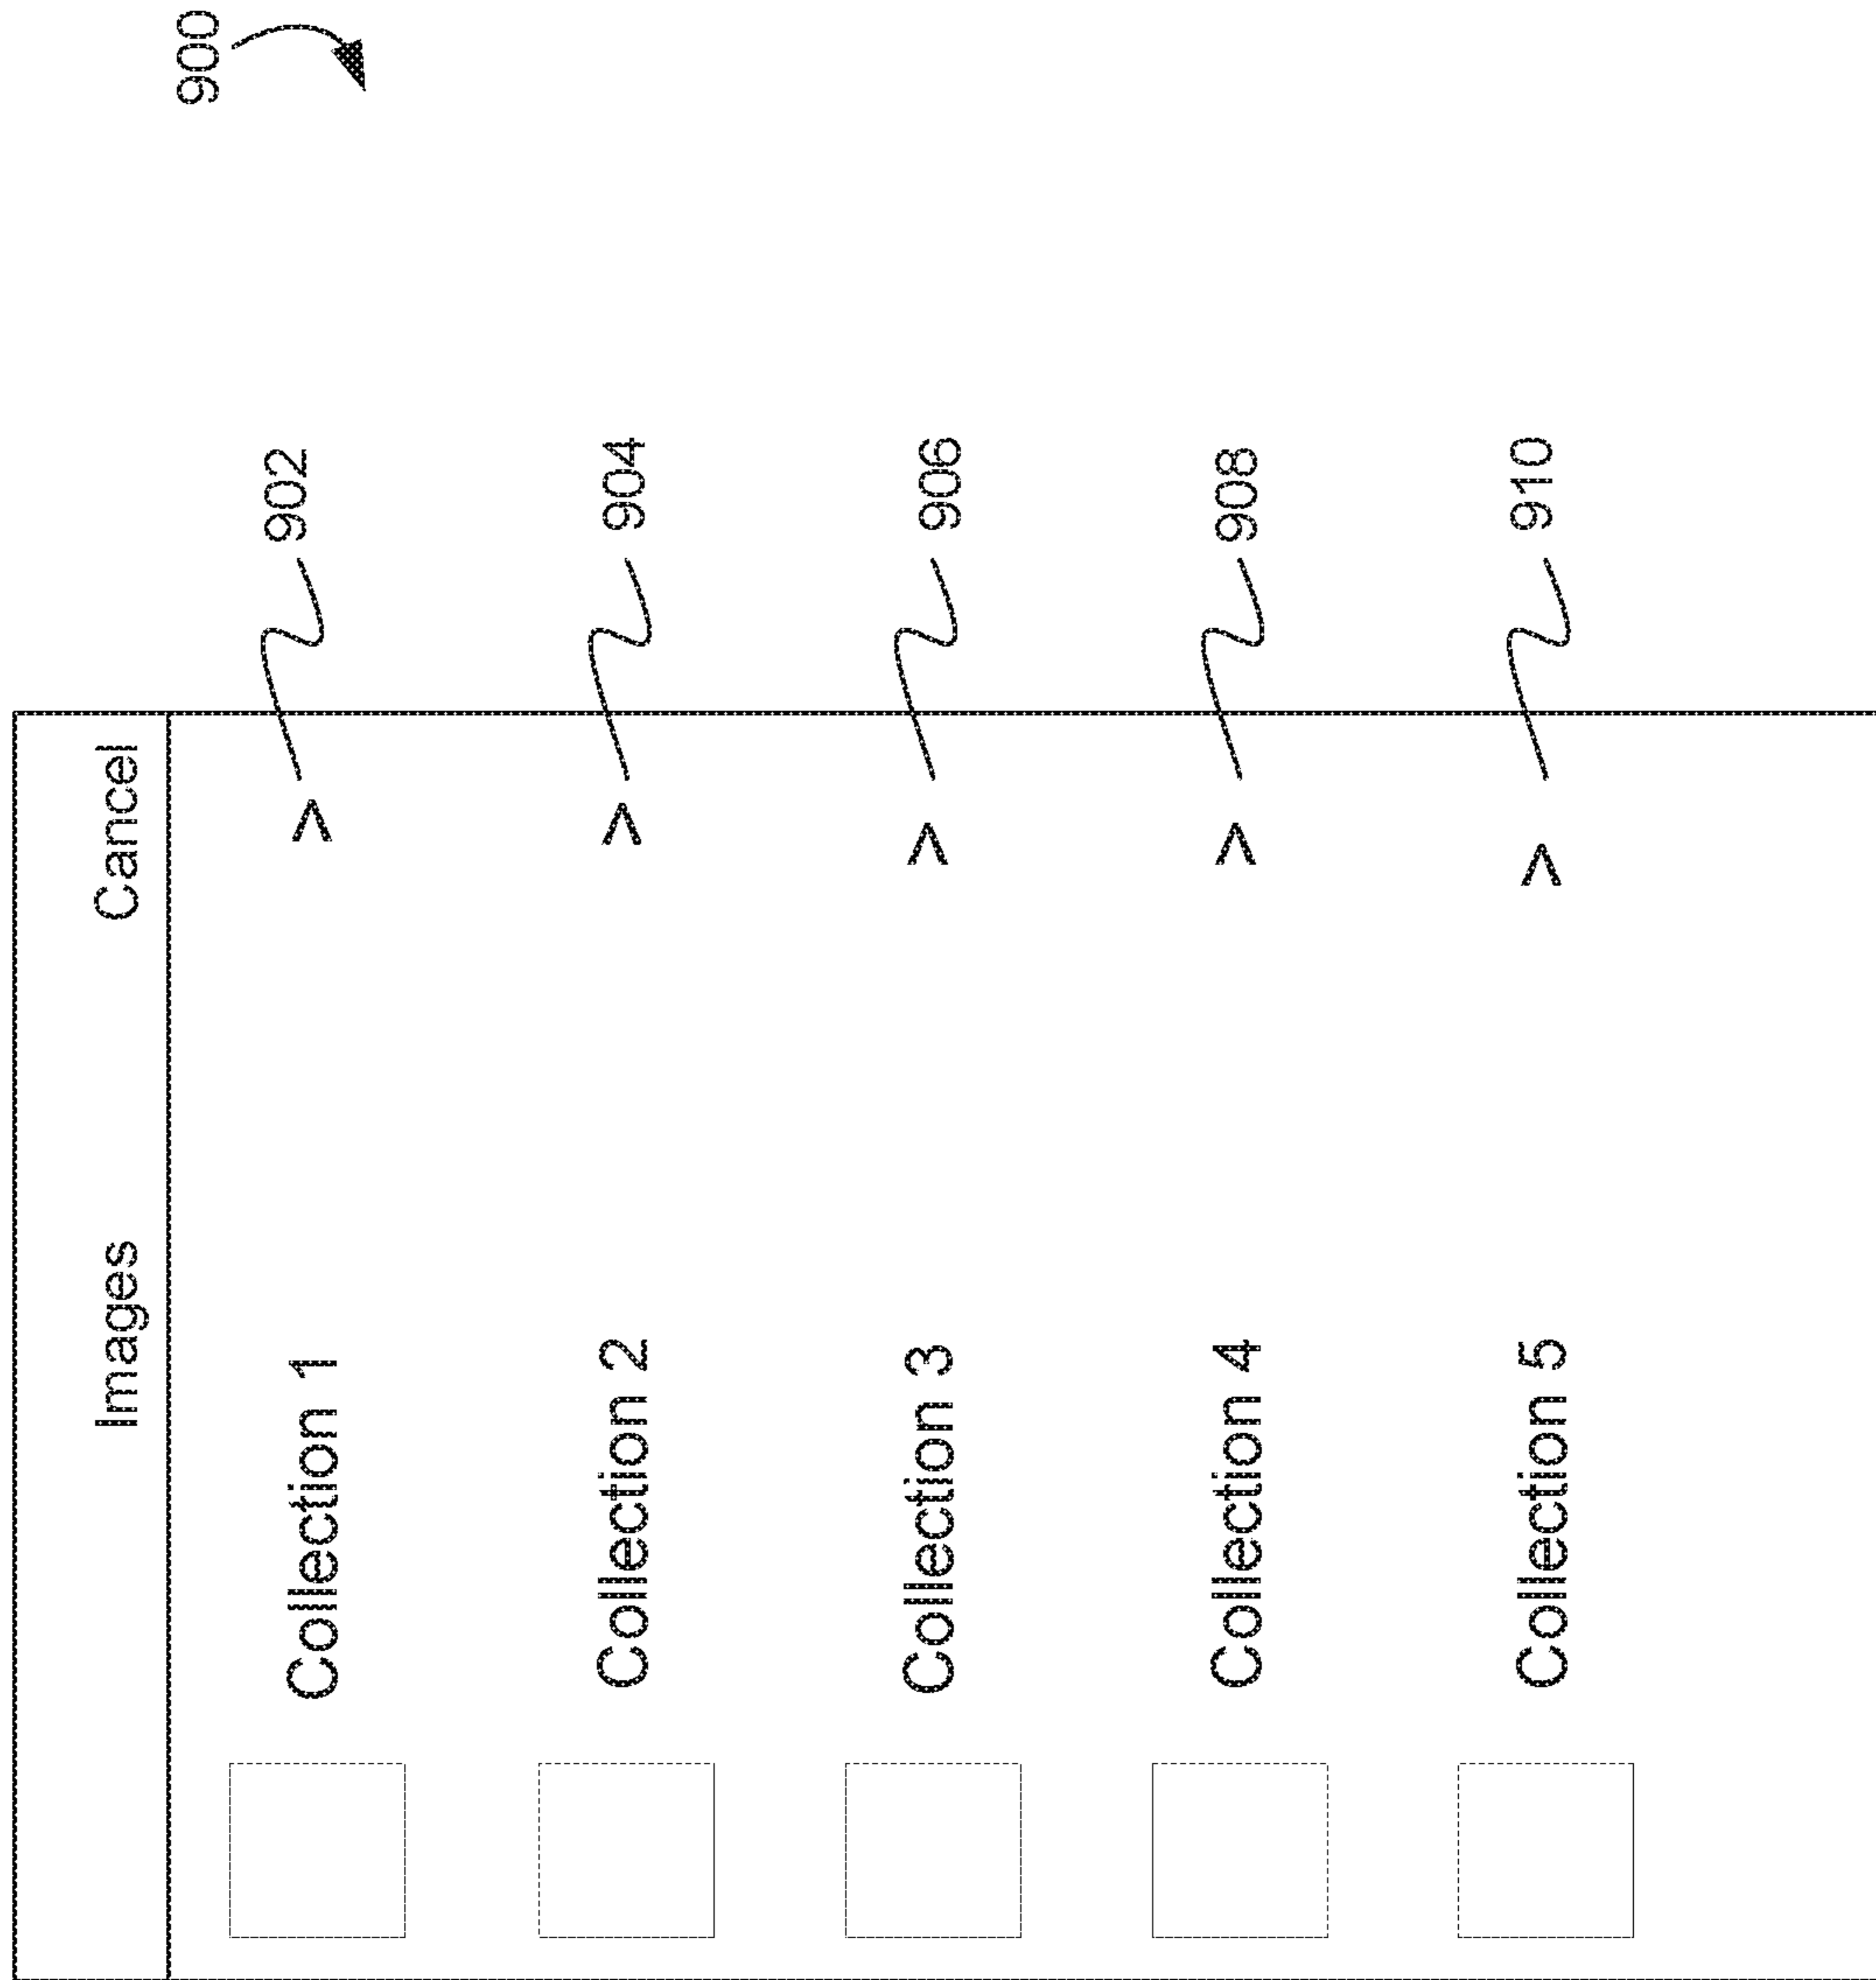 900
Images Cancel
Collection 1 > 902
Collection 2 > 904
Collection 3 > 906
Collection 4 > 908
Collection 5 > 910